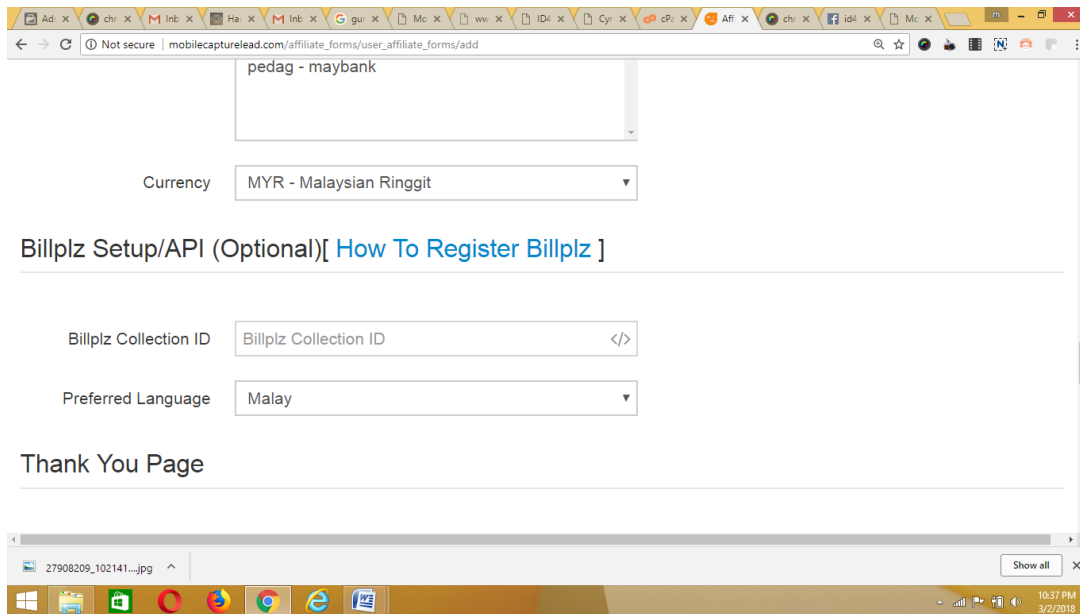 Ad: chr Inb Ha: Inb gui Mc ww ID4 Cyr cPa Aff chr id4 Mc m
Not secure mobilecapturelead.com/affiliate_forms/user_affiliate_forms/add
pedag - maybank
Currency MYR - Malaysian Ringgit
Billplz Setup/API (Optional)[ How To Register Billplz ]
Billplz Collection ID Billplz Collection ID </>
Preferred Language Malay
Thank You Page
27908209_102141....jpg Show all
10:37 PM
3/2/2018